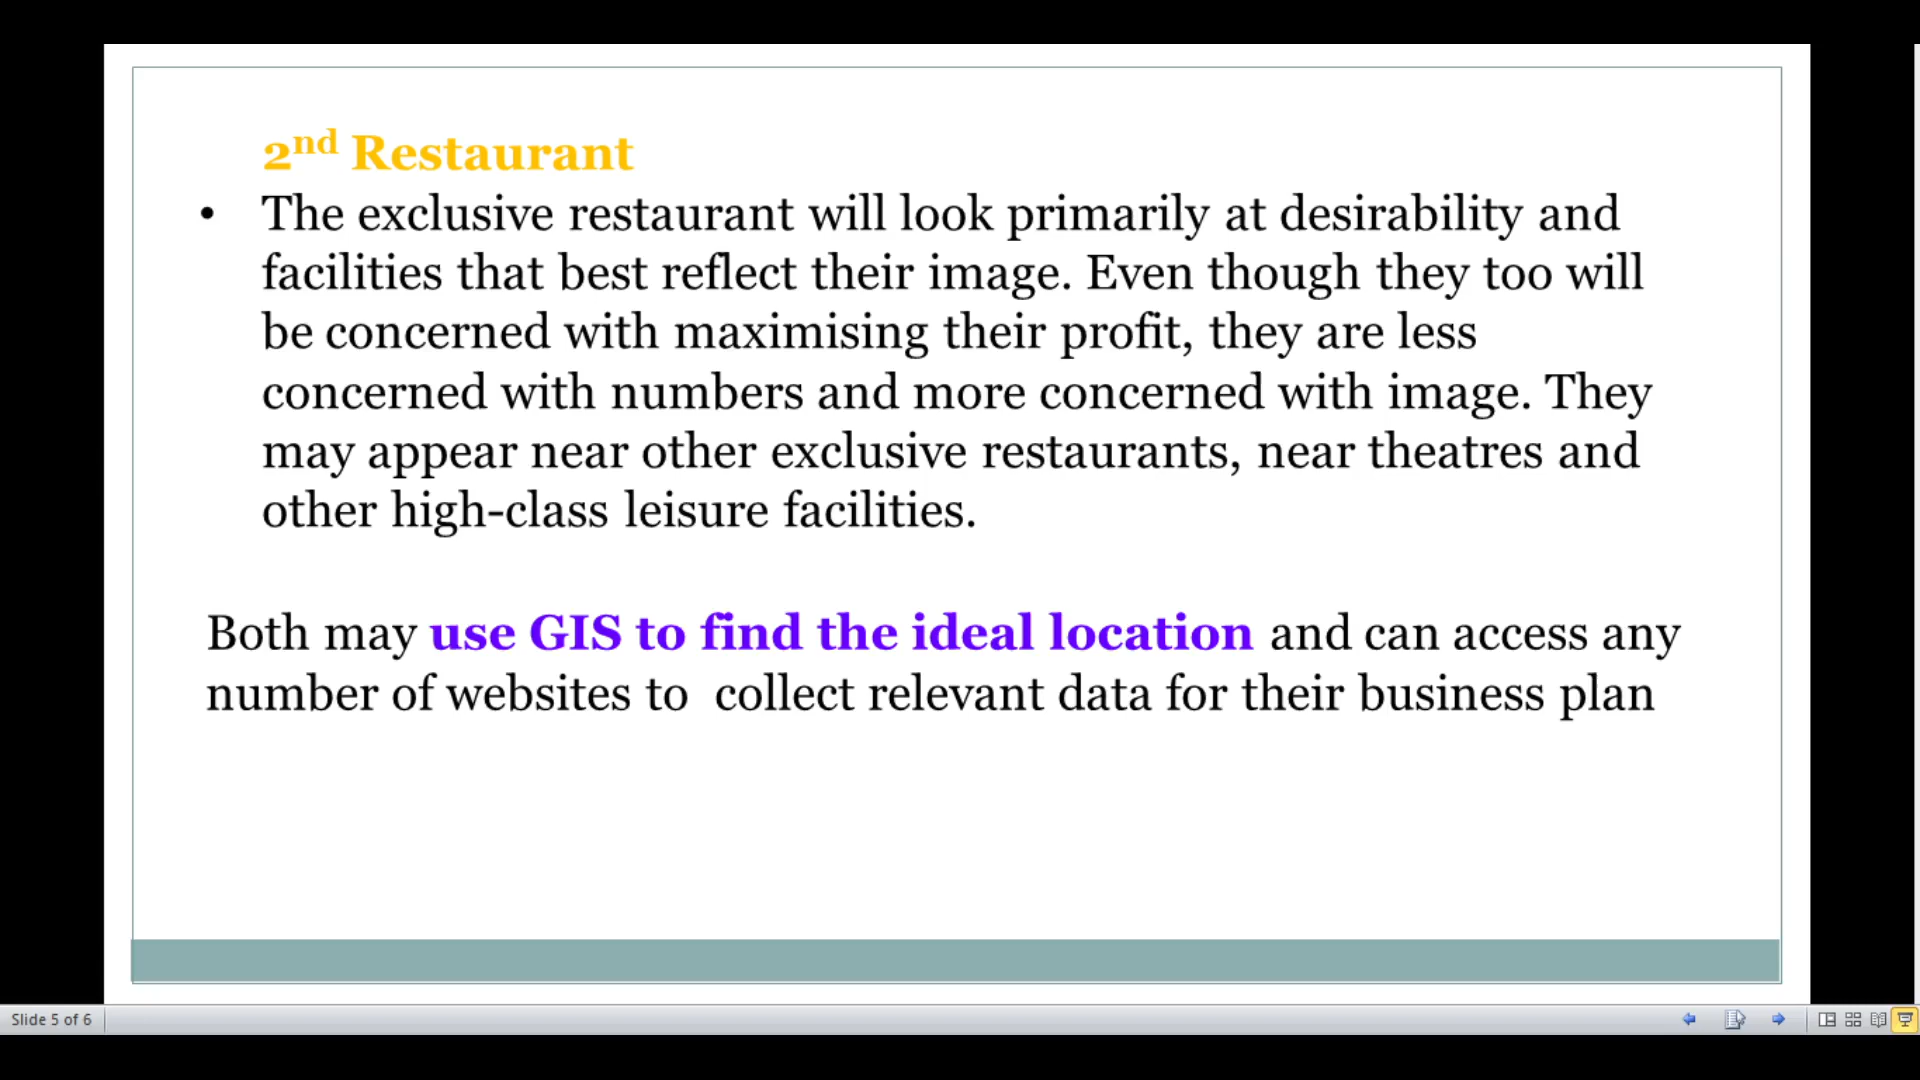 2nd Restaurant
• The exclusive restaurant will look primarily at desirability and
facilities that best reflect their image. Even though they too will
be concerned with maximising their profit, they are less
concerned with numbers and more concerned with image. They
may appear near other exclusive restaurants, near theatres and
other high-class leisure facilities.
Both may use GIS to find the ideal location and can access any
number of websites to collect relevant data for their business plan
Slide 5 of 6